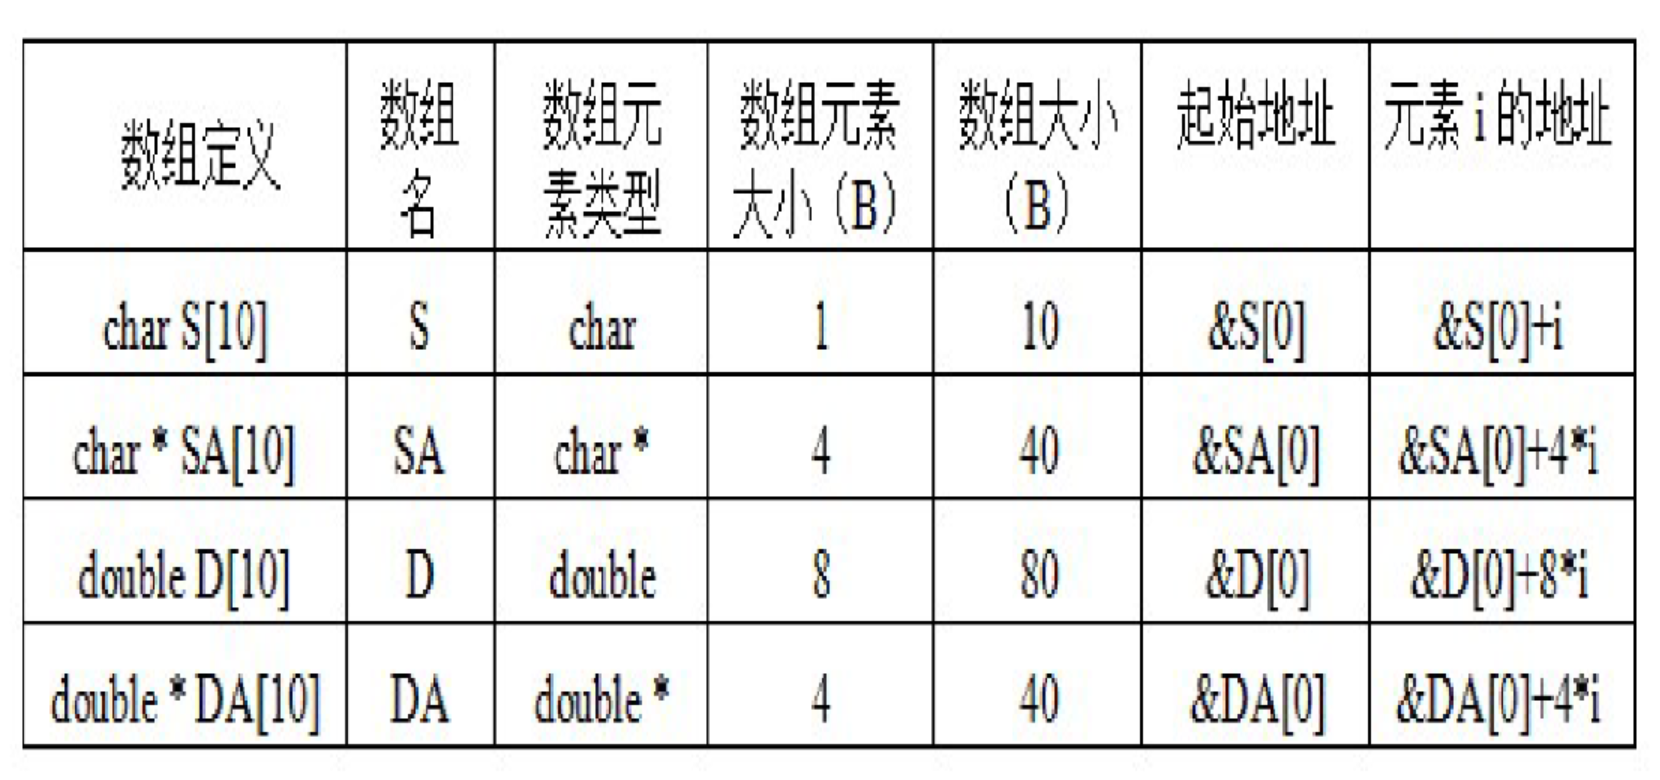 数组定义 数组名 数组元素类型 数组元素大小（B） 数组大小（B） 起始地址 元素 i 的地址
char S[10] S char 1 10 &S[0] &S[0]+i
char * SA[10] SA char * 4 40 &SA[0] &SA[0]+4*i
double D[10] D double 8 80 &D[0] &D[0]+8*i
double * DA[10] DA double * 4 40 &DA[0] &DA[0]+4*i